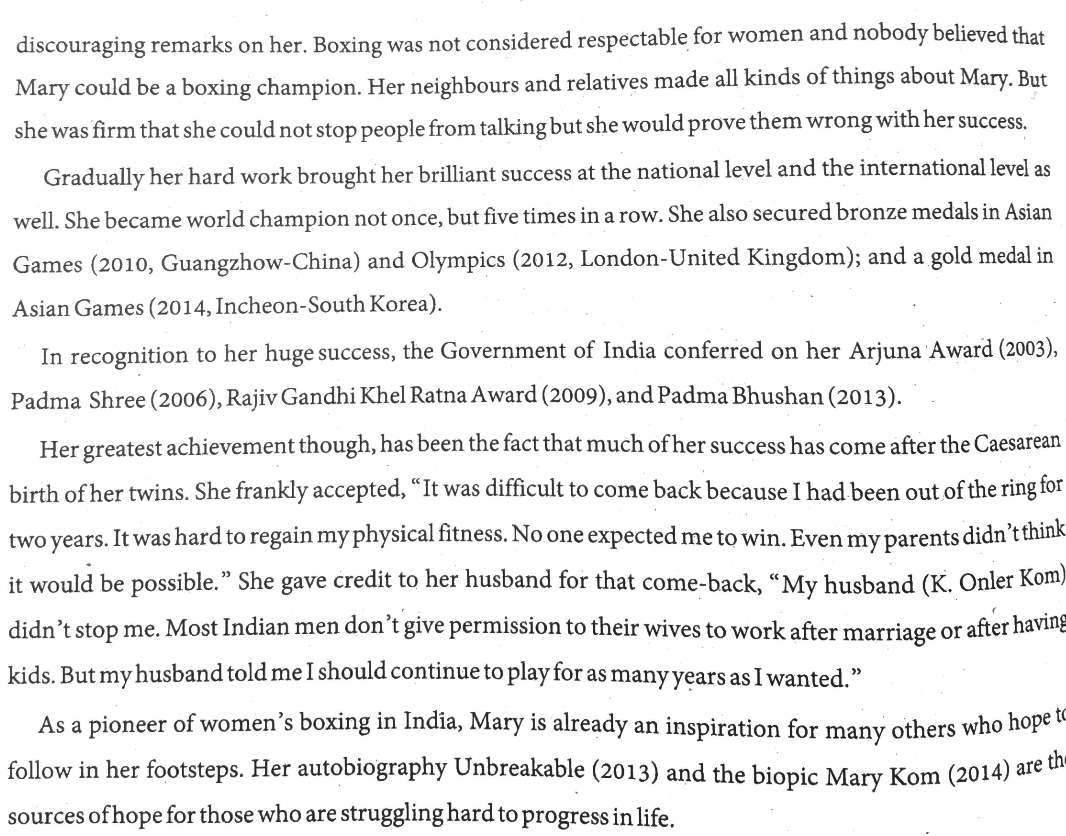 discouraging remarks on her. Boxing was not considered respectable for women and nobody believed that
Mary could be a boxing champion. Her neighbours and relatives made all kinds of things about Mary. But
she was firm that she could not stop people from talking but she would prove them wrong with her success.
Gradually her hard work brought her brilliant success at the national level and the international level as
well. She became world champion not once, but five times in a row. She also secured bronze medals in Asian
Games (2010, Guangzhow-China) and Olympics (2012, London-United Kingdom); and a gold medal in
Asian Games (2014, Incheon-South Korea).
In recognition to her huge success, the Government of India conferred on her Arjuna Award (2003),
Padma Shree (2006), Rajiv Gandhi Khel Ratna Award (2009), and Padma Bhushan (2013).
Her greatest achievement though, has been the fact that much of her success has come after the Caesarean
birth of her twins. She frankly accepted, “It was difficult to come back because I had been out of the ring for
two years. It was hard to regain my physical fitness. No one expected me to win. Even my parents didn’t think
it would be possible.” She gave credit to her husband for that come-back, “My husband (K. Onler Kom)
didn’t stop me. Most Indian men don’t give permission to their wives to work after marriage or after having
kids. But my husband told me I should continue to play for as many years as I wanted.”
As a pioneer of women’s boxing in India, Mary is already an inspiration for many others who hope to
follow in her footsteps. Her autobiography Unbreakable (2013) and the biopic Mary Kom (2014) are the
sources of hope for those who are struggling hard to progress in life.